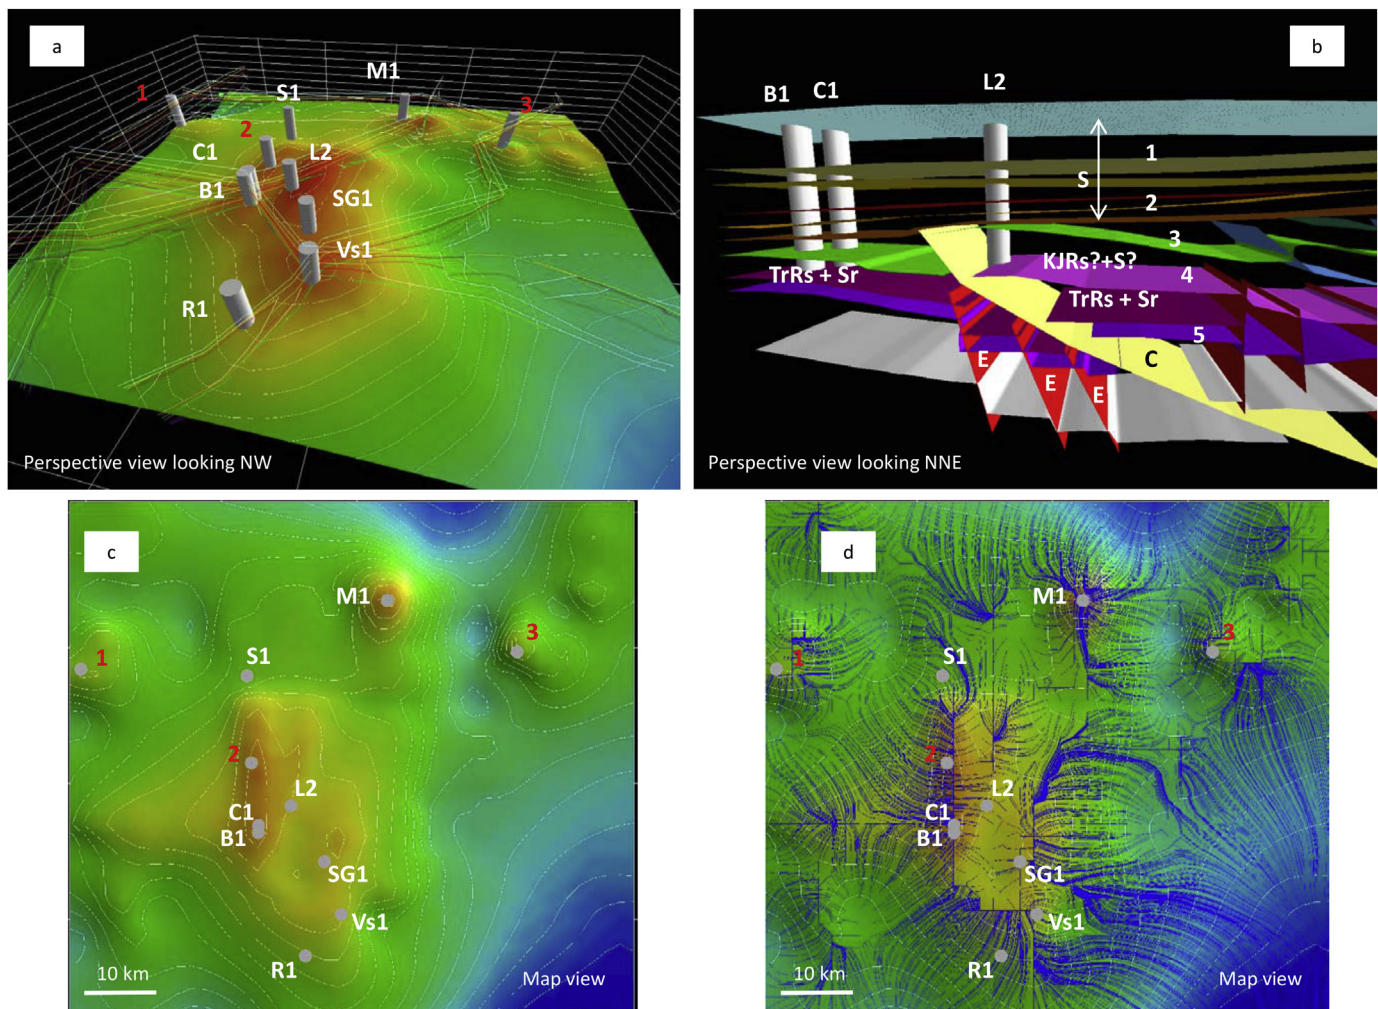 a
M1
1
S1
3
2
C1
L2
B1
SG1
Vs1
R1
Perspective view looking NW
b
B1
C1
L2
1
S
2
3
KJRs?+S?
TrRs + Sr
4
TrRs + Sr
5
E
C
E
E
Perspective view looking NNE
c
M1
3
1
S1
2
L2
C1
B1
SG1
Vs1
R1
10 km
Map view
d
M1
3
1
S1
2
L2
C1
B1
SG1
Vs1
R1
10 km
Map view